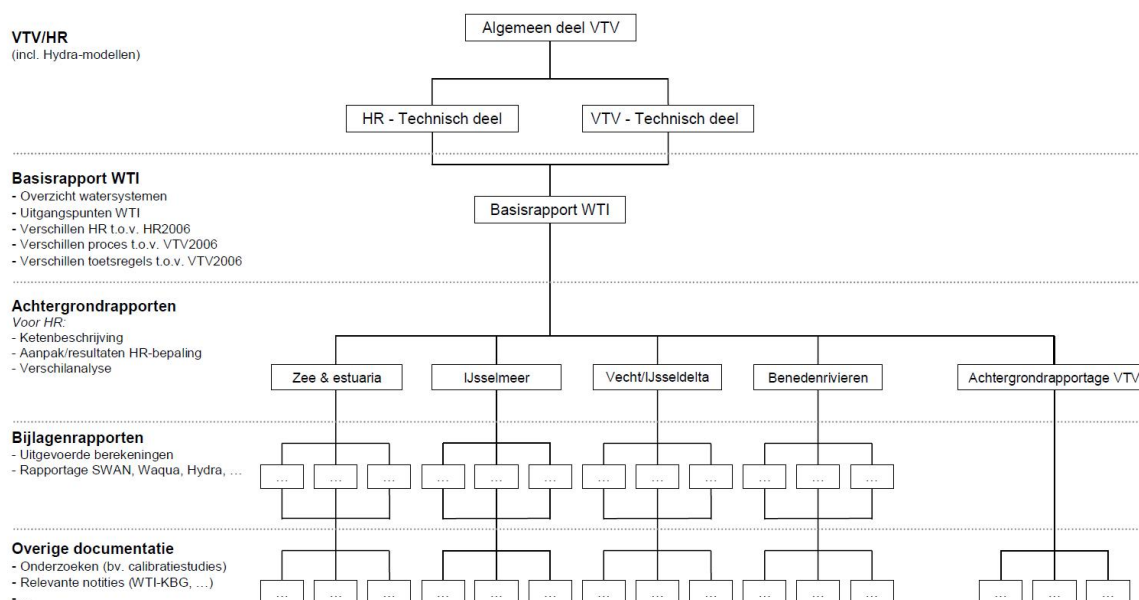 VTV/HR
(incl. Hydra-modellen)
Algemeen deel VTV
HR - Technisch deel
VTV - Technisch deel
Basisrapport WTI
- Overzicht watersystemen
- Uitgangspunten WTI
- Verschillen HR t.o.v. HR2006
- Verschillen proces t.o.v. VTV2006
- Verschillen toetsregels t.o.v. VTV2006
Basisrapport WTI
Achtergrondrapporten
Voor HR:
- Ketenbeschrijving
- Aanpak/resultaten HR-bepaling
- Verschilanalyse
Zee & estuaria
IJsselmeer
Vecht/IJsseldelta
Benedenrivieren
Achtergrondrapportage VTV
Bijlagenrapporten
- Uitgevoerde berekeningen
- Rapportage SWAN, Waqua, Hydra, …
... ... ... ... ... ... ... ... ... ... ... ...
Overige documentatie
- Onderzoeken (bv. calibratiestudies)
- Relevante notities (WTI-KBG, …)
... ... ... ... ... ... ... ... ... ... ... ... ... ... ...